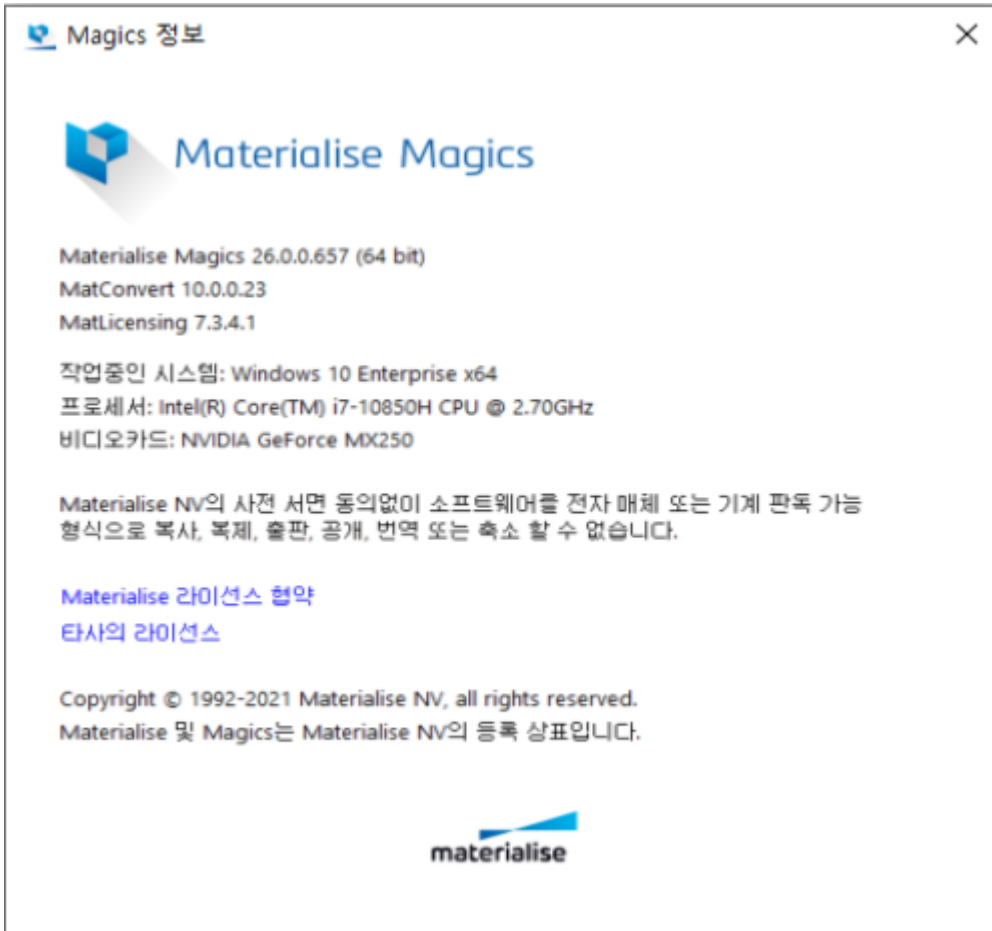 Magics 정보
Materialise Magics
Materialise Magics 26.0.0.657 (64 bit)
MatConvert 10.0.0.23
MatLicensing 7.3.4.1
작업중인 시스템: Windows 10 Enterprise x64
프로세서: Intel(R) Core(TM) i7-10850H CPU @ 2.70GHz
비디오카드: NVIDIA GeForce MX250
Materialise NV의 사전 서면 동의없이 소프트웨어를 전자 매체 또는 기계 판독 가능
형식으로 복사, 복제, 출판, 공개, 번역 또는 축소 할 수 없습니다.
Materialise 라이선스 협약
타사의 라이선스
Copyright © 1992-2021 Materialise NV, all rights reserved.
Materialise 및 Magics는 Materialise NV의 등록 상표입니다.
materialise